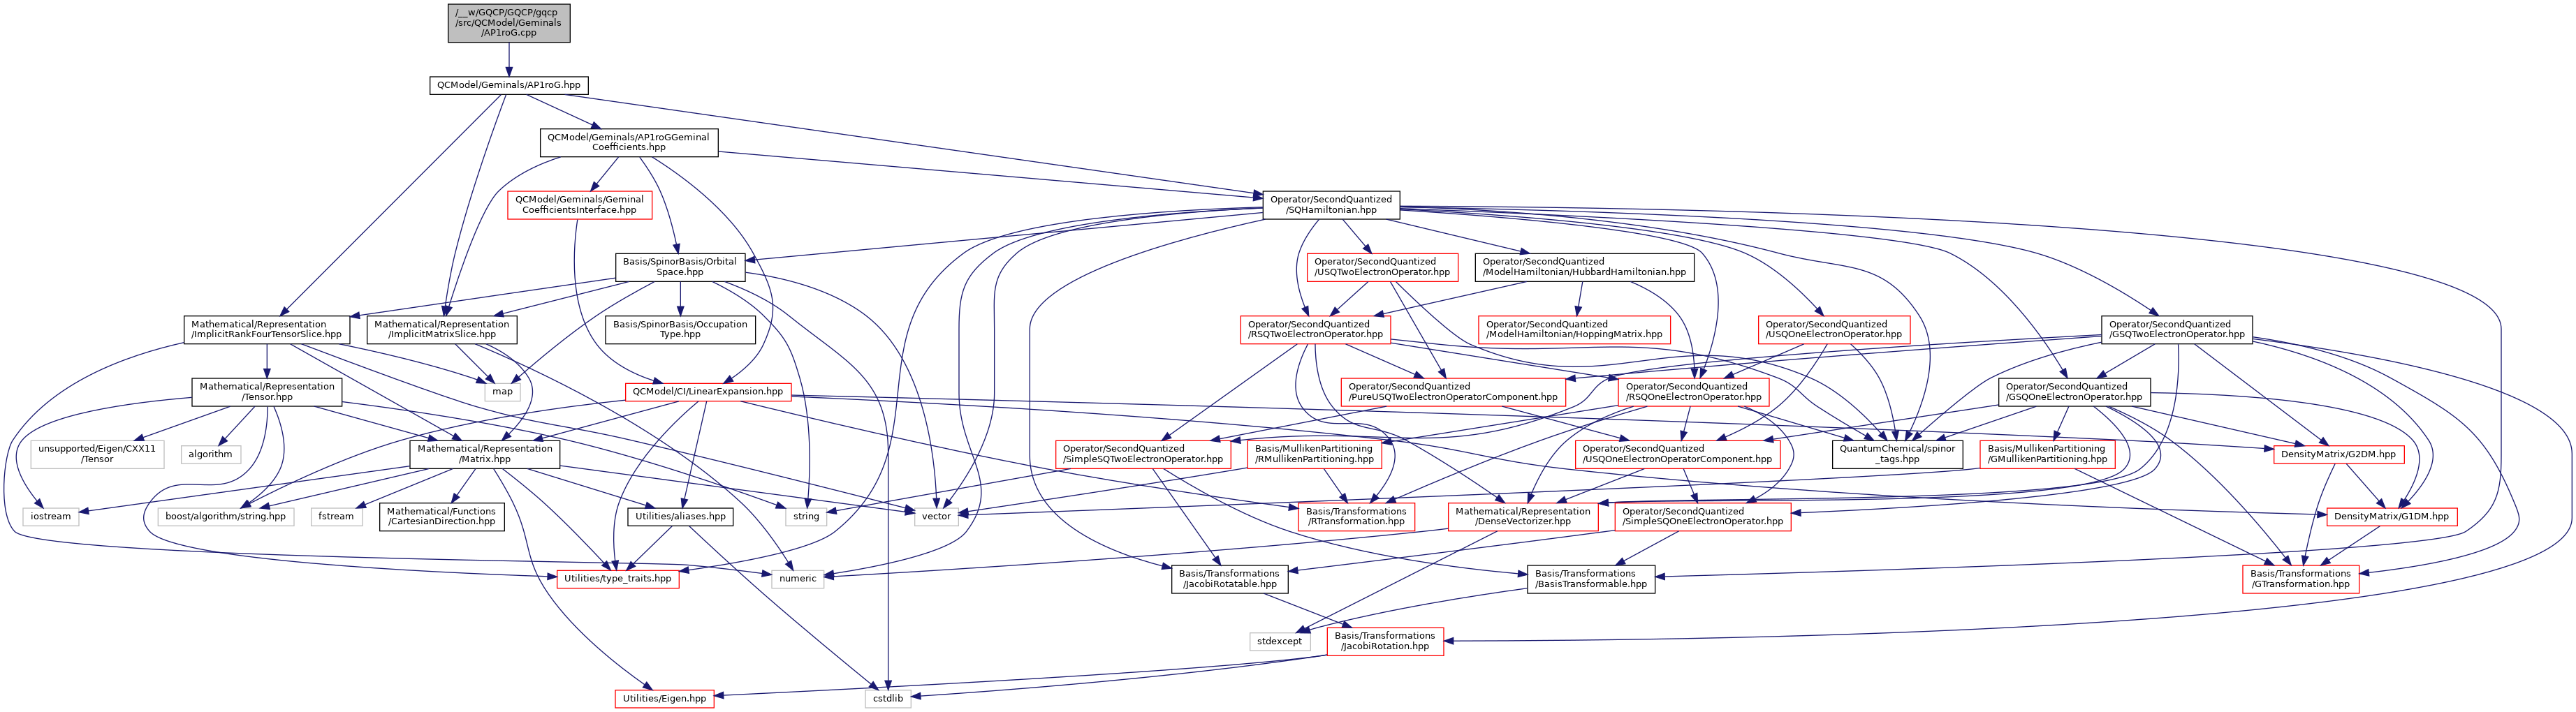 /__w/GQCP/GQCP/gqcp
/src/QCModel/Geminals
/AP1roG.cpp
QCModel/Geminals/AP1roG.hpp
QCModel/Geminals/AP1roGGeminal
Coefficients.hpp
QCModel/Geminals/Geminal
CoefficientsInterface.hpp
Operator/SecondQuantized
/SQHamiltonian.hpp
Basis/SpinorBasis/Orbital
Space.hpp
Operator/SecondQuantized
/USQTwoElectronOperator.hpp
Operator/SecondQuantized
/ModelHamiltonian/HubbardHamiltonian.hpp
Mathematical/Representation
/ImplicitRankFourTensorSlice.hpp
Mathematical/Representation
/ImplicitMatrixSlice.hpp
Basis/SpinorBasis/Occupation
Type.hpp
Operator/SecondQuantized
/RSQTwoElectronOperator.hpp
Operator/SecondQuantized
/ModelHamiltonian/HoppingMatrix.hpp
Operator/SecondQuantized
/USQOneElectronOperator.hpp
Operator/SecondQuantized
/GSQTwoElectronOperator.hpp
Mathematical/Representation
/Tensor.hpp
map
QCModel/CI/LinearExpansion.hpp
Operator/SecondQuantized
/PureUSQTwoElectronOperatorComponent.hpp
Operator/SecondQuantized
/RSQOneElectronOperator.hpp
Operator/SecondQuantized
/GSQOneElectronOperator.hpp
unsupported/Eigen/CXX11
/Tensor
algorithm
Mathematical/Representation
/Matrix.hpp
Operator/SecondQuantized
/SimpleSQTwoElectronOperator.hpp
Basis/MullikenPartitioning
/RMullikenPartitioning.hpp
Operator/SecondQuantized
/USQOneElectronOperatorComponent.hpp
QuantumChemical/spinor
_tags.hpp
Basis/MullikenPartitioning
/GMullikenPartitioning.hpp
DensityMatrix/G2DM.hpp
iostream
boost/algorithm/string.hpp
fstream
Mathematical/Functions
/CartesianDirection.hpp
Utilities/aliases.hpp
string
vector
Basis/Transformations
/RTransformation.hpp
Mathematical/Representation
/DenseVectorizer.hpp
Operator/SecondQuantized
/SimpleSQOneElectronOperator.hpp
DensityMatrix/G1DM.hpp
Utilities/type_traits.hpp
numeric
Basis/Transformations
/JacobiRotatable.hpp
Basis/Transformations
/BasisTransformable.hpp
Basis/Transformations
/GTransformation.hpp
stdexcept
Basis/Transformations
/JacobiRotation.hpp
Utilities/Eigen.hpp
cstdlib